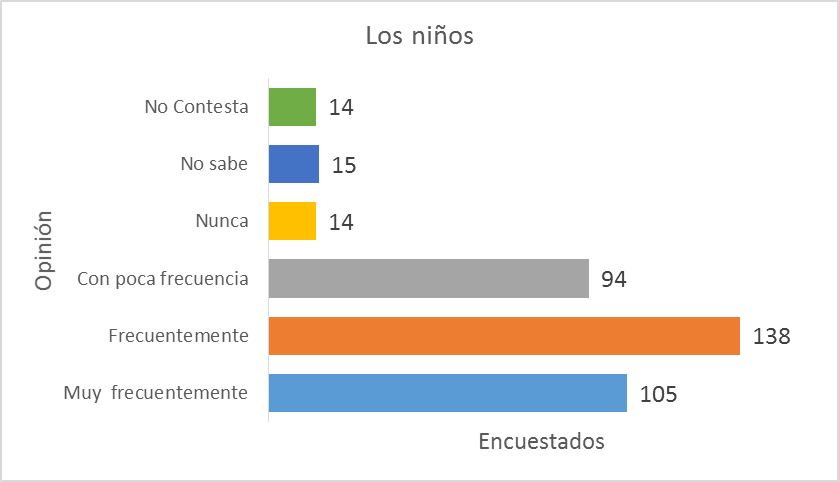 Los niños
No Contesta 14
No sabe 15
Nunca 14
Con poca frecuencia 94
Frecuentemente 138
Muy frecuentemente 105
Opinión
Encuestados